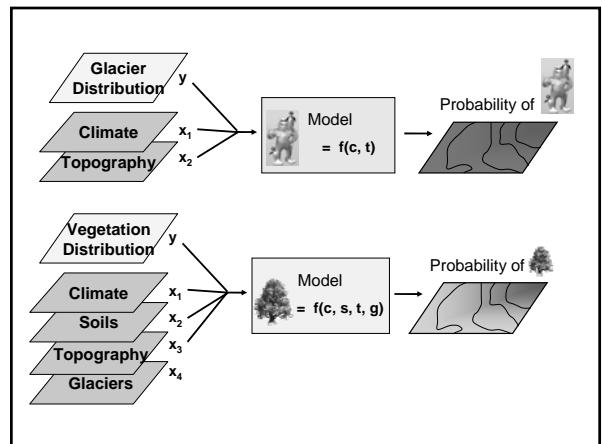 Glacier
Distribution
y
Climate
x1
Topography
x2
Model
= f(c, t)
Probability of
Vegetation
Distribution
y
Climate
x1
Soils
x2
Topography
x3
Glaciers
x4
Model
= f(c, s, t, g)
Probability of